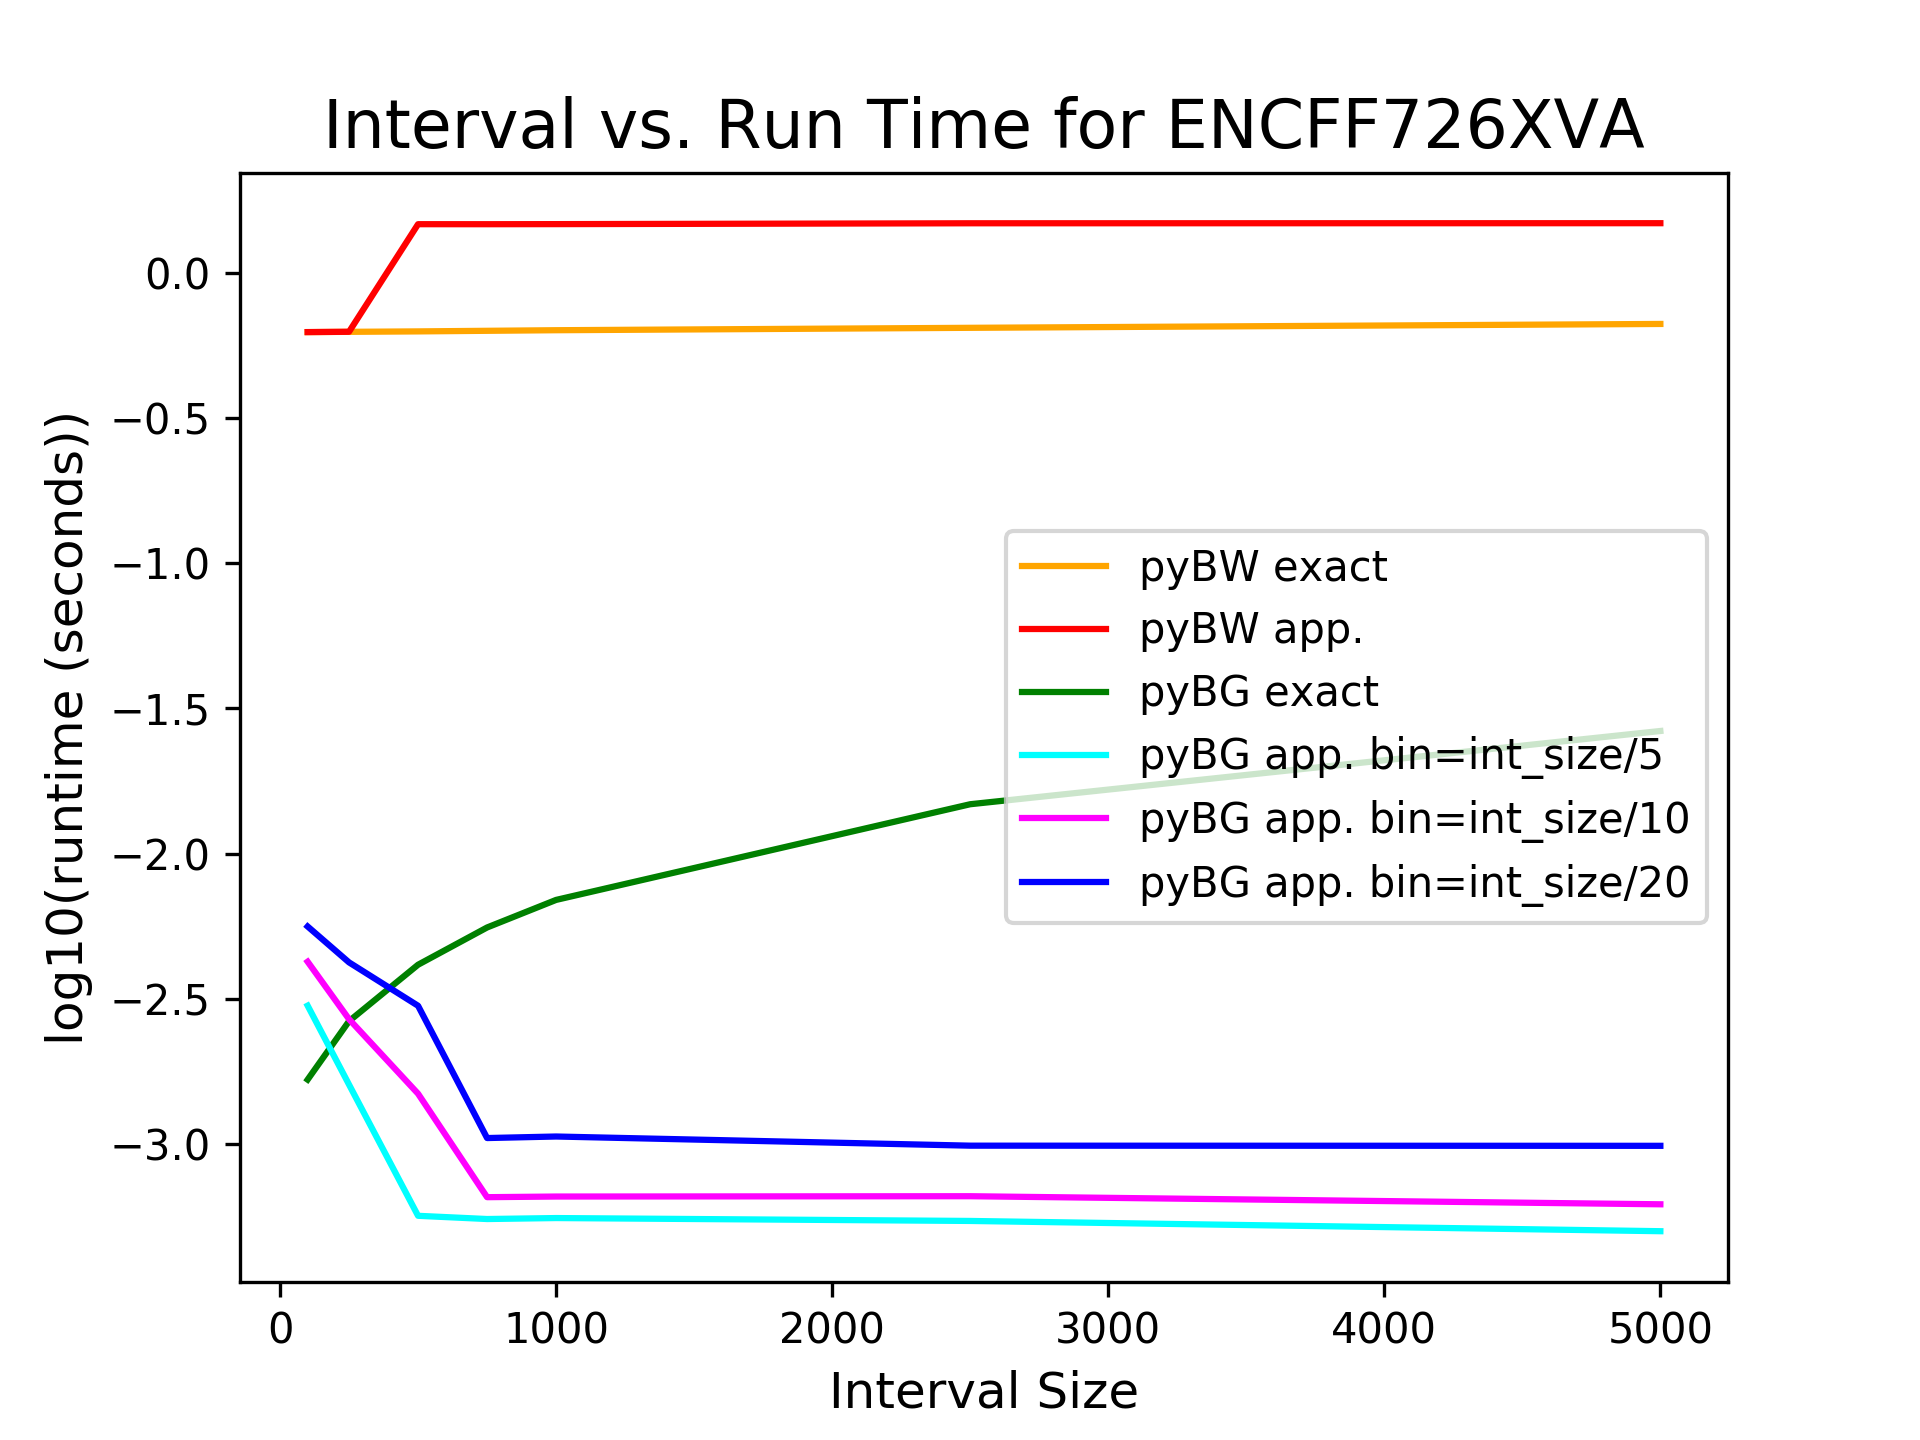 Interval vs. Run Time for ENCFF726XVA
log10(runtime (seconds))
0.0
−0.5
−1.0
−1.5
−2.0
−2.5
−3.0
pyBW exact
pyBW app.
pyBG exact
pyBG app. bin=int_size/5
pyBG app. bin=int_size/10
pyBG app. bin=int_size/20
0 1000 2000 3000 4000 5000
Interval Size